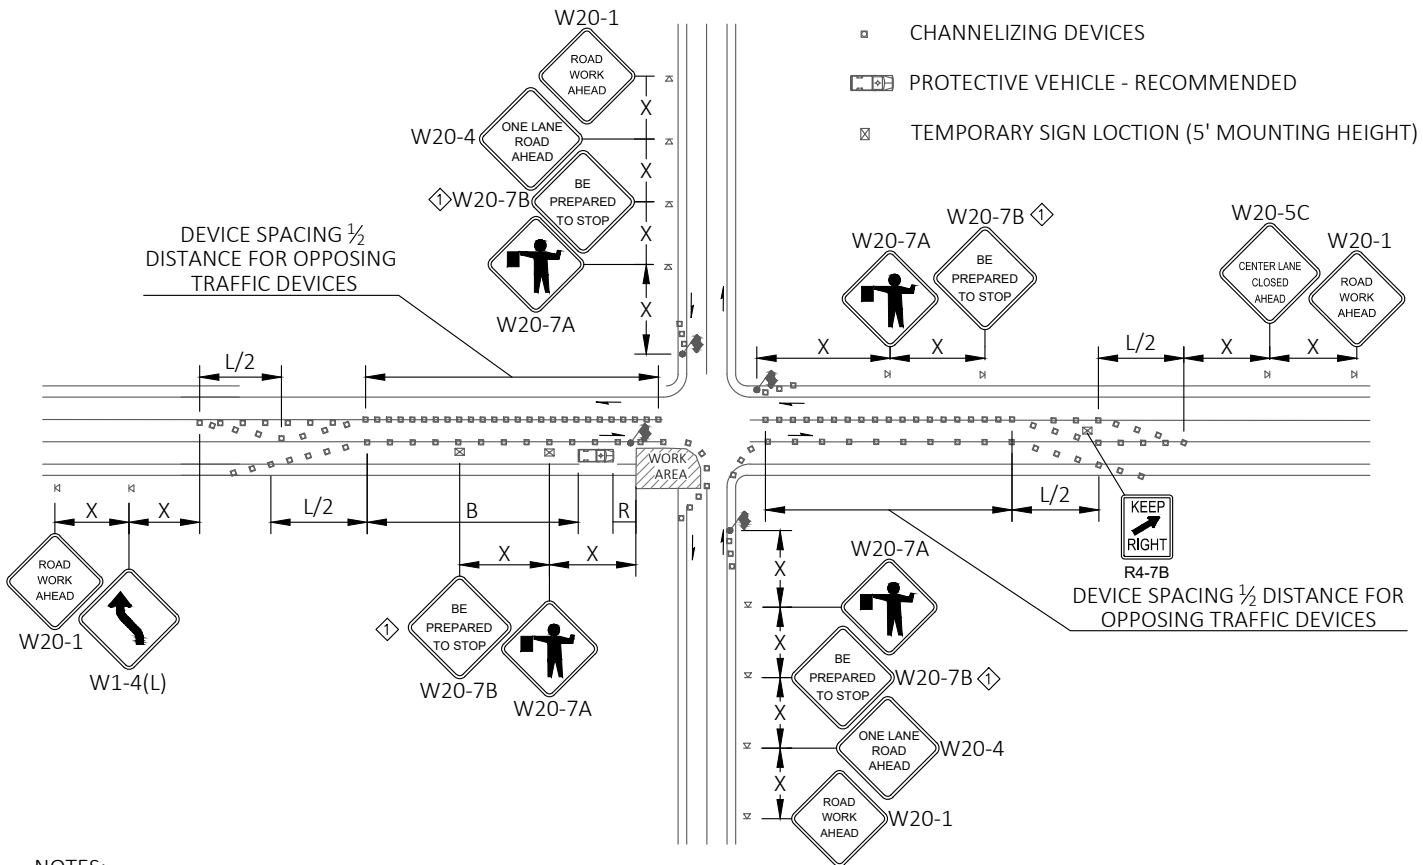 W20-1
ROAD
WORK
AHEAD
X
W20-4
ONE LANE
ROAD
AHEAD
X
1 W20-7B
BE
PREPARED
TO STOP
X
W20-7A
X
CHANNELIZING DEVICES
PROTECTIVE VEHICLE - RECOMMENDED
TEMPORARY SIGN LOCTION (5' MOUNTING HEIGHT)
DEVICE SPACING ½
DISTANCE FOR OPPOSING
TRAFFIC DEVICES
W20-7A
W20-7B 1
BE
PREPARED
TO STOP
W20-5C
CENTER LANE
CLOSED
AHEAD
W20-1
ROAD
WORK
AHEAD
X X L/2 X X
L/2
WORK
AREA
X X L/2 B R
X X
L/2
KEEP
RIGHT
R4-7B
ROAD
WORK
AHEAD
W20-1
W1-4(L)
1
BE
PREPARED
TO STOP
W20-7B
W20-7A
W20-7A
X
DEVICE SPACING ½ DISTANCE FOR
OPPOSING TRAFFIC DEVICES
X
BE
PREPARED
TO STOP
W20-7B 1
X
ONE LANE
ROAD
AHEAD
W20-4
X
ROAD
WORK
AHEAD
W20-1
NOTES: